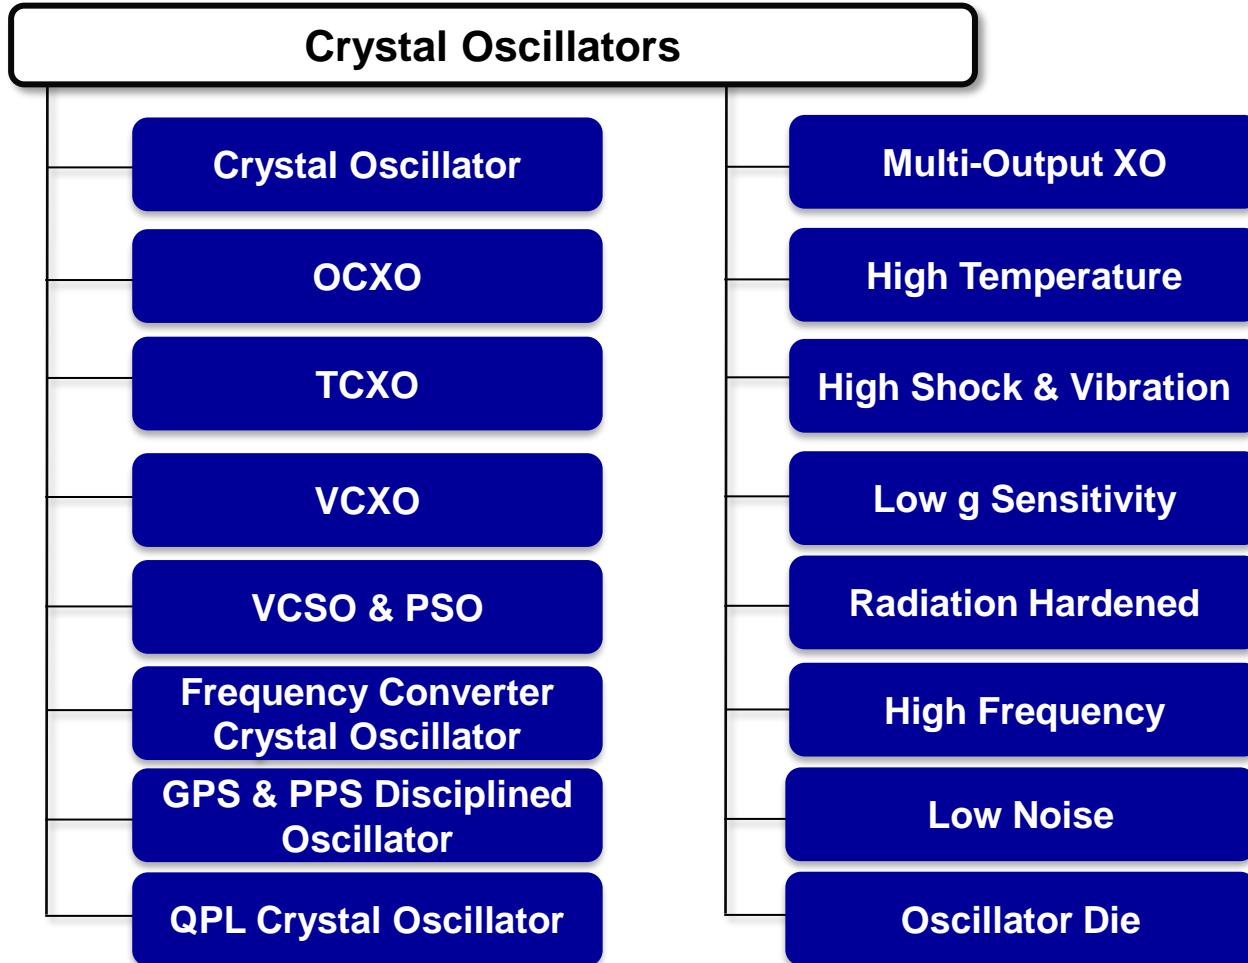 Crystal Oscillators
Crystal Oscillator
OCXO
TCXO
VCXO
VCSO & PSO
Frequency Converter
Crystal Oscillator
GPS & PPS Disciplined
Oscillator
QPL Crystal Oscillator
Multi-Output XO
High Temperature
High Shock & Vibration
Low g Sensitivity
Radiation Hardened
High Frequency
Low Noise
Oscillator Die